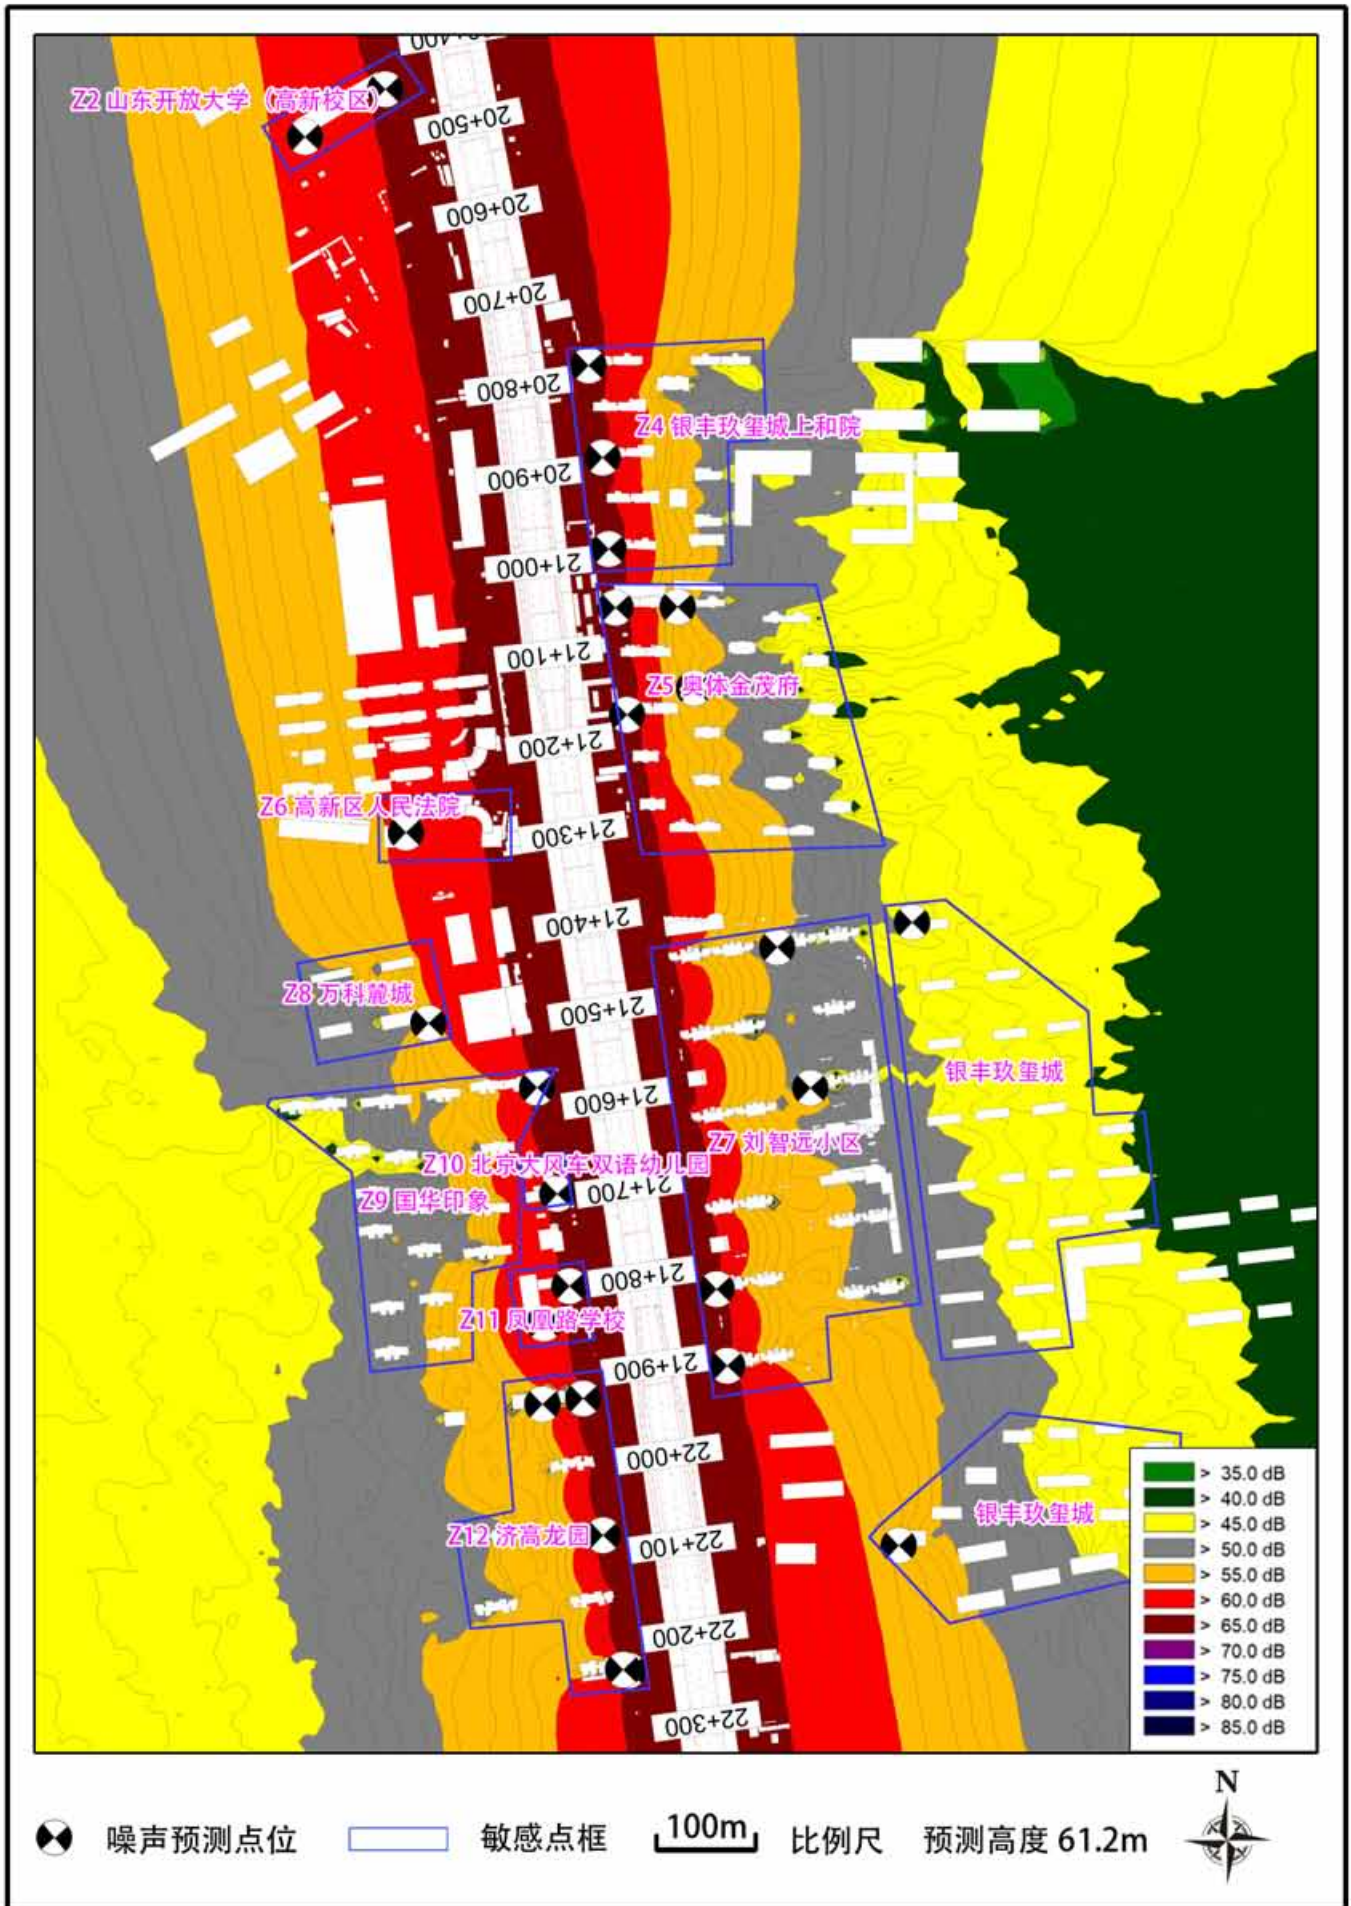 20+400
Z2 山东开放大学（高新校区）
20+500
20+600
20+700
20+800
Z4 银丰玖玺城上和院
20+900
21+000
21+100
Z5 奥体金茂府
21+200
Z6 高新区人民法院
21+300
21+400
Z8 万科麓城
21+500
银丰玖玺城
21+600
Z7 刘智远小区
Z10 北京大风车双语幼儿园
21+700
Z9 国华印象
21+800
Z11 凤凰路学校
21+900
22+000
银丰玖玺城
Z12 济高龙园
22+100
22+200
22+300
> 35.0 dB
> 40.0 dB
> 45.0 dB
> 50.0 dB
> 55.0 dB
> 60.0 dB
> 65.0 dB
> 70.0 dB
> 75.0 dB
> 80.0 dB
> 85.0 dB
N
噪声预测点位 敏感点框 100m 比例尺 预测高度 61.2m